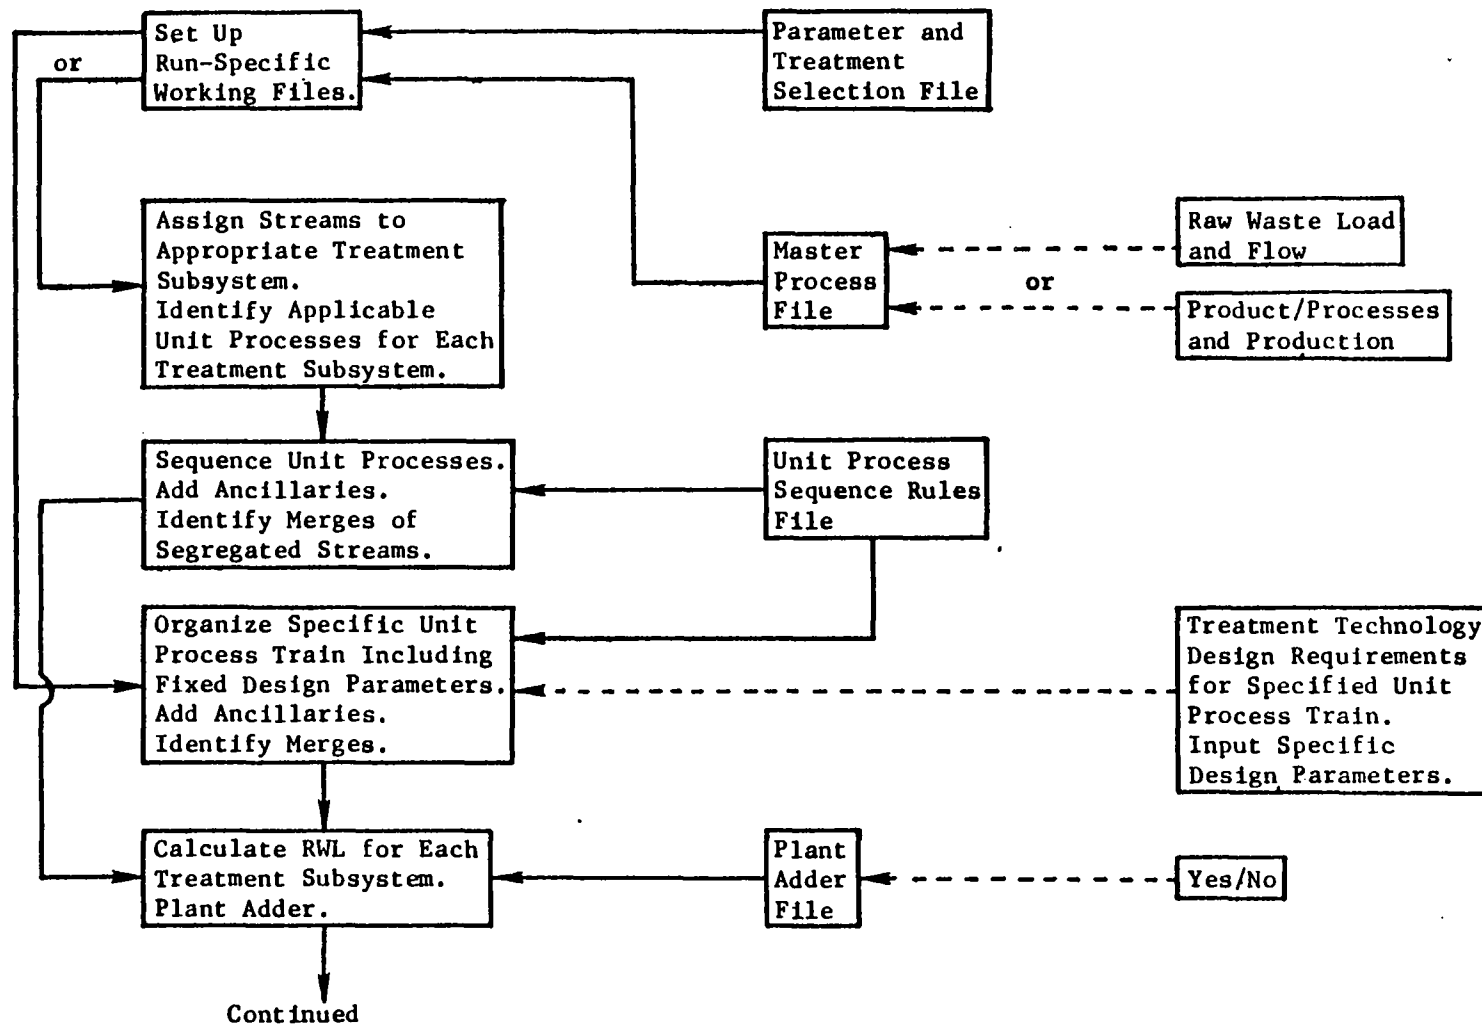 Set Up
Run-Specific
Working Files.
or
Parameter and
Treatment
Selection File
Assign Streams to
Appropriate Treatment
Subsystem.
Identify Applicable
Unit Processes for Each
Treatment Subsystem.
Master
Process
File
or
Raw Waste Load
and Flow
Product/Processes
and Production
Sequence Unit Processes.
Add Ancillaries.
Identify Merges of
Segregated Streams.
Unit Process
Sequence Rules
File
Organize Specific Unit
Process Train Including
Fixed Design Parameters.
Add Ancillaries.
Identify Merges.
Treatment Technology
Design Requirements
for Specified Unit
Process Train.
Input Specific
Design Parameters.
Calculate RWL for Each
Treatment Subsystem.
Plant Adder.
Plant
Adder
File
Yes/No
Continued